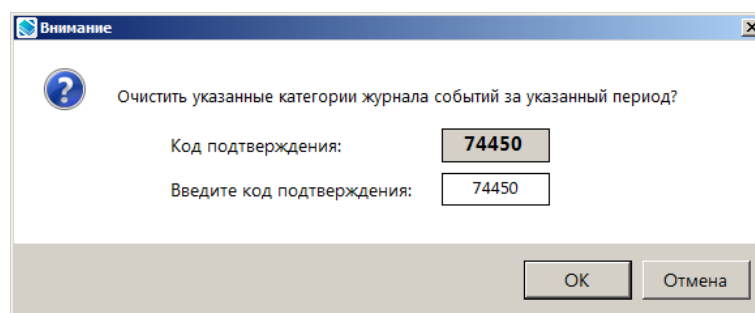 Внимание
Очистить указанные категории журнала событий за указанный период?
Код подтверждения: 74450
Введите код подтверждения: 74450
OK Отмена